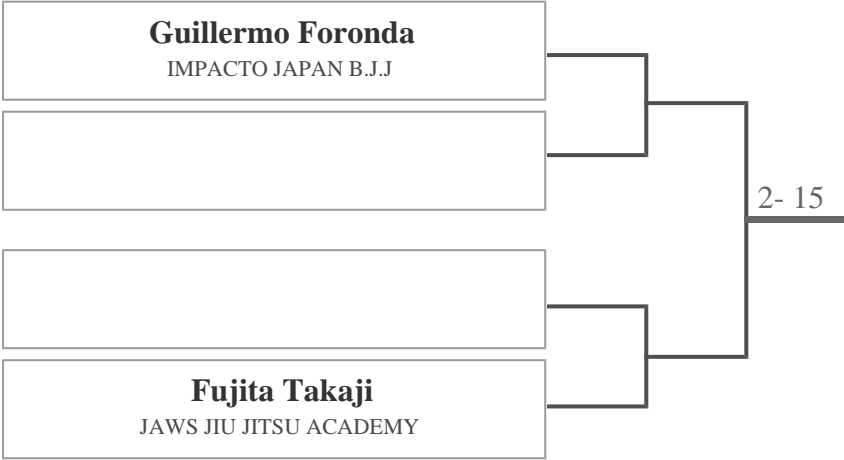 Guillermo Foronda
IMPACTO JAPAN B.J.J
2- 15
Fujita Takaji
JAWS JIU JITSU ACADEMY